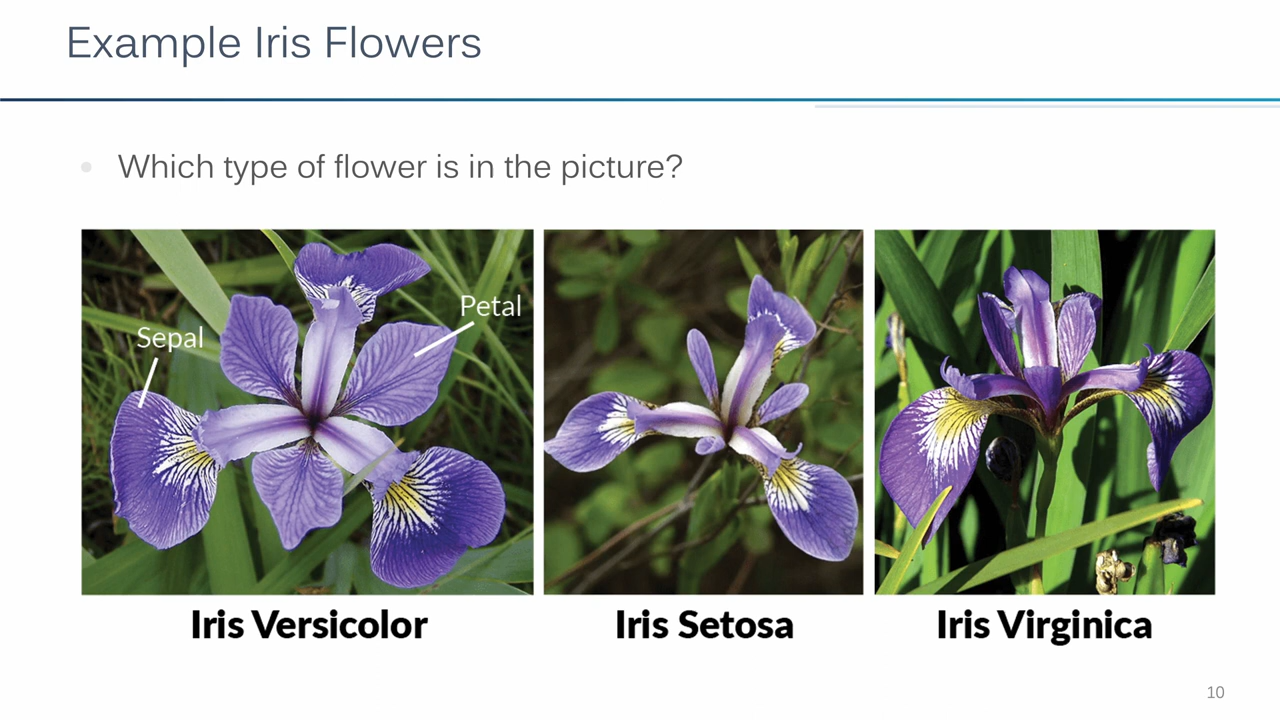 Example Iris Flowers
Which type of flower is in the picture?
Sepal
Petal
Iris Versicolor
Iris Setosa
Iris Virginica
10